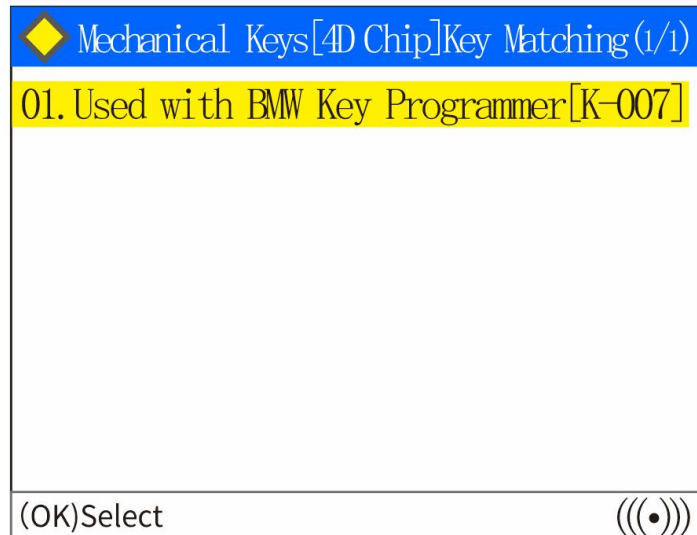 Mechanical Keys[4D Chip]Key Matching(1/1)
01.Used with BMW Key Programmer[K-007]
(OK)Select